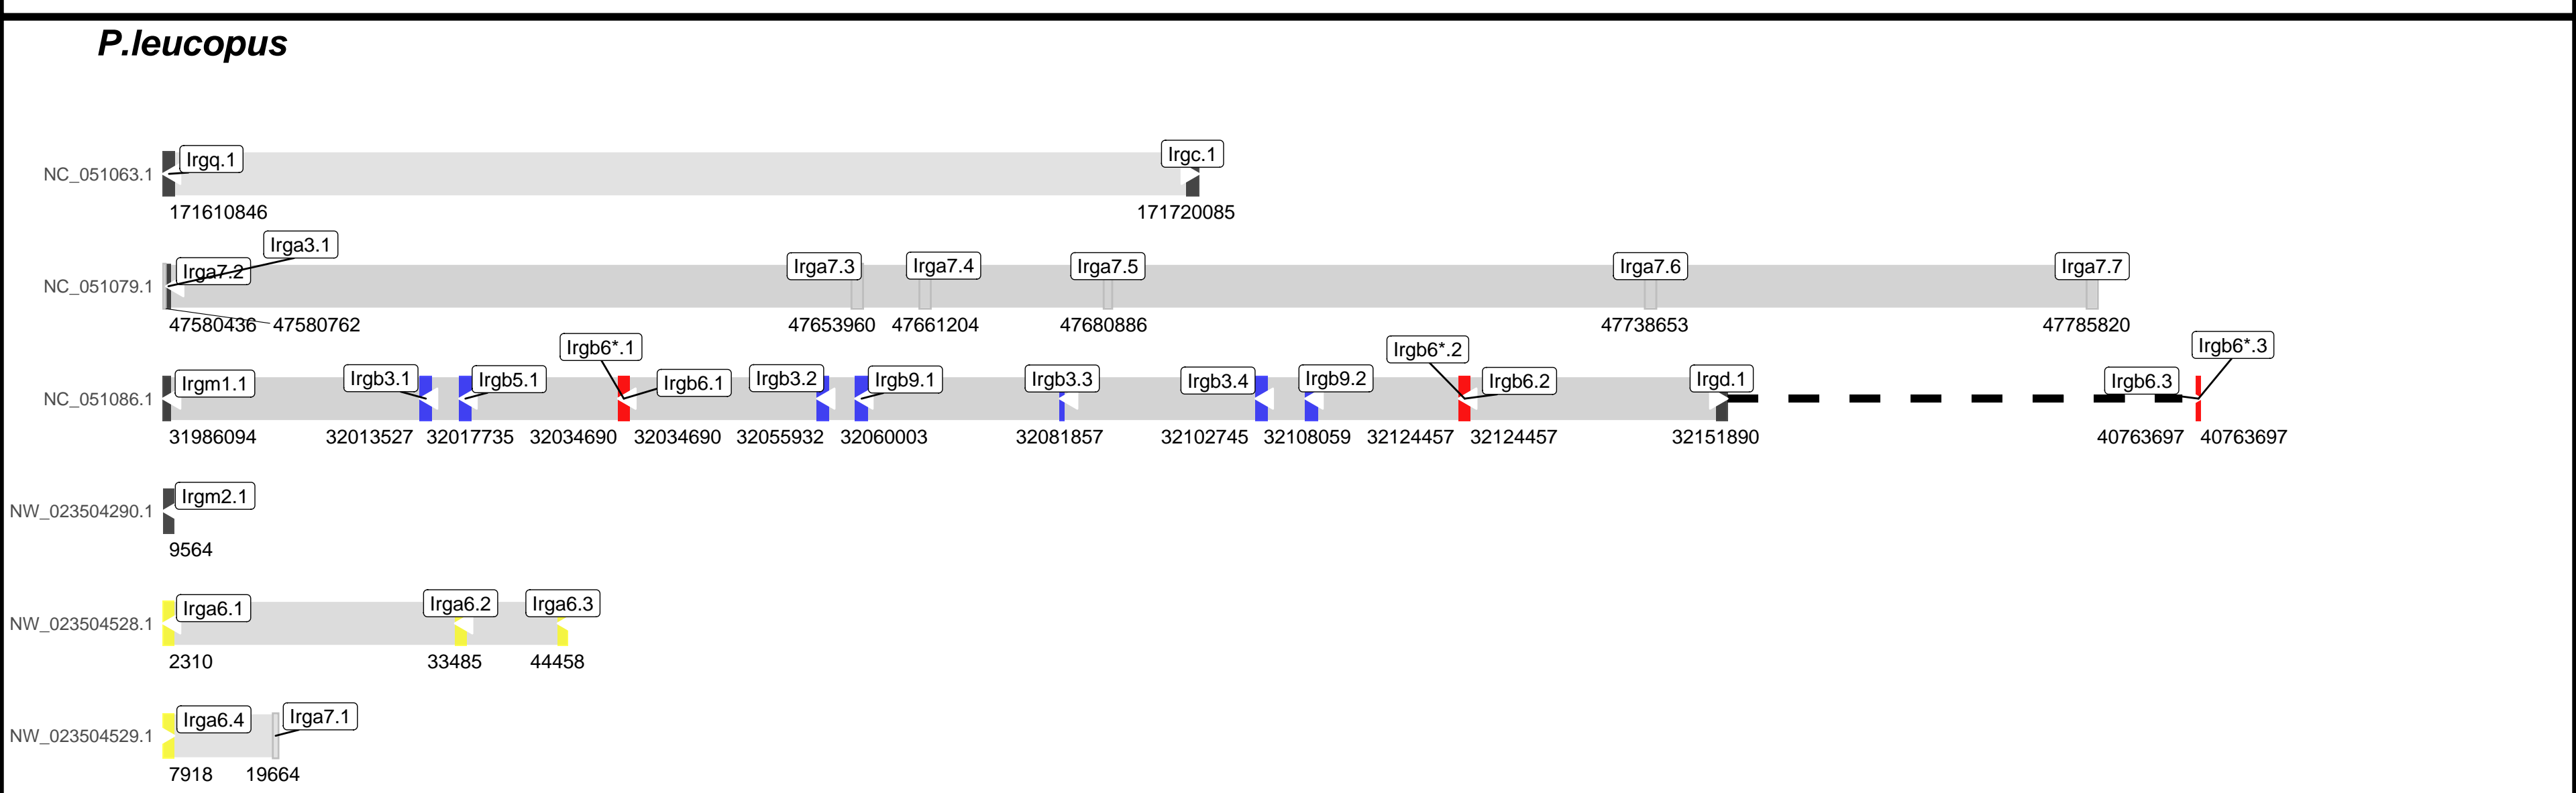 P.leucopus
Irgq.1 Irgc.1
NC_051063.1
171610846 171720085
Irga3.1
Irga7.2 Irga7.3 Irga7.4 Irga7.5 Irga7.6 Irga7.7
NC_051079.1
47580436 47580762 47653960 47661204 47680886 47738653 47785820
Irgb6*.1 Irgb6*.2 Irgb6*.3
Irgm1.1 Irgb3.1 Irgb5.1 Irgb6.1 Irgb3.2 Irgb9.1 Irgb3.3 Irgb3.4 Irgb9.2 Irgb6.2 Irgd.1 Irgb6.3
NC_051086.1
31986094 32013527 32017735 32034690 32034690 32055932 32060003 32081857 32102745 32108059 32124457 32124457 32151890 40763697 40763697
Irgm2.1
NW_023504290.1
9564
Irga6.1 Irga6.2 Irga6.3
NW_023504528.1
2310 33485 44458
Irga6.4 Irga7.1
NW_023504529.1
7918 19664